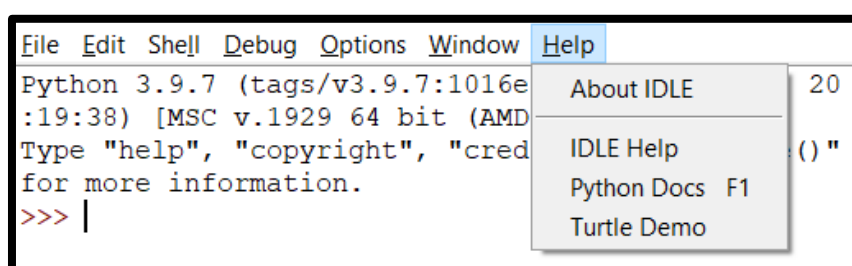 File Edit Shell Debug Options Window Help
Python 3.9.7 (tags/v3.9.7:1016e 20
:19:38) [MSC v.1929 64 bit (AMD
Type "help", "copyright", "cred ()"
for more information.
>>>
About IDLE
IDLE Help
Python Docs F1
Turtle Demo